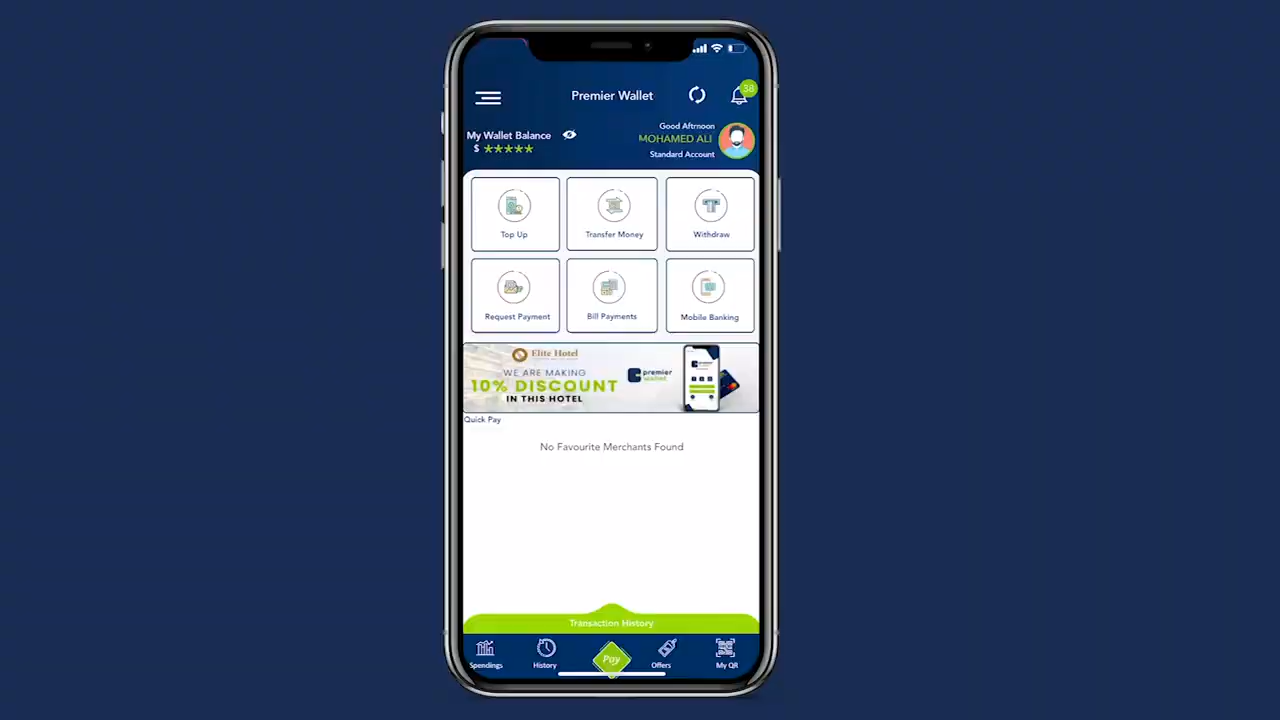 Premier Wallet
38
My Wallet Balance
$ *****
Good Aftrnoon
MOHAMED ALI
Standard Account
Top Up
Transfer Money
Withdraw
Request Payment
Bill Payments
Mobile Banking
Elite Hotel
WE ARE MAKING
10% DISCOUNT
IN THIS HOTEL
premier
wallet
Quick Pay
No Favourite Merchants Found
Transaction History
Spendings
History
Pay
Offers
My QR